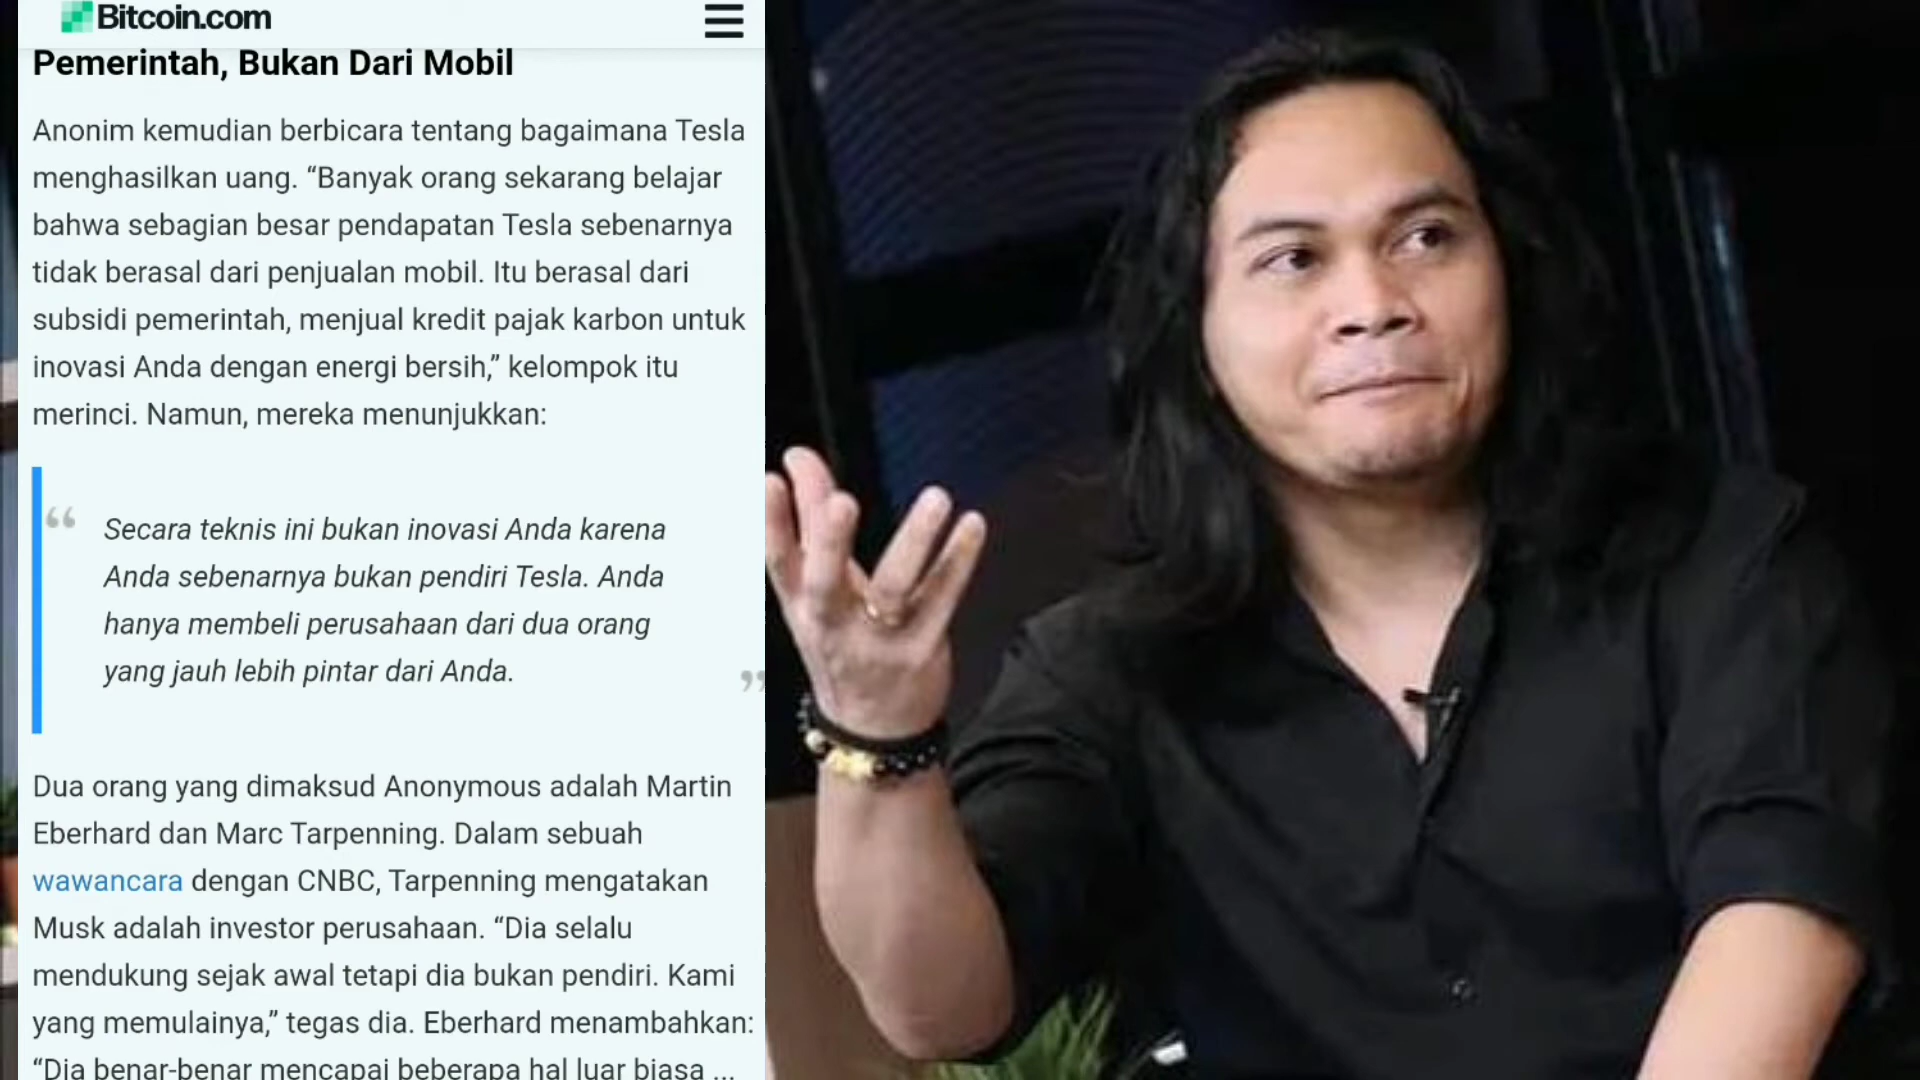 Bitcoin.com
Pemerintah, Bukan Dari Mobil
Anonim kemudian berbicara tentang bagaimana Tesla
menghasilkan uang. “Banyak orang sekarang belajar
bahwa sebagian besar pendapatan Tesla sebenarnya
tidak berasal dari penjualan mobil. Itu berasal dari
subsidi pemerintah, menjual kredit pajak karbon untuk
inovasi Anda dengan energi bersih,” kelompok itu
merinci. Namun, mereka menunjukkan:
“ Secara teknis ini bukan inovasi Anda karena
Anda sebenarnya bukan pendiri Tesla. Anda
hanya membeli perusahaan dari dua orang
yang jauh lebih pintar dari Anda. ”
Dua orang yang dimaksud Anonymous adalah Martin
Eberhard dan Marc Tarpenning. Dalam sebuah
wawancara dengan CNBC, Tarpenning mengatakan
Musk adalah investor perusahaan. “Dia selalu
mendukung sejak awal tetapi dia bukan pendiri. Kami
yang memulainya,” tegas dia. Eberhard menambahkan:
“Dia benar-benar mencapai beberapa hal luar biasa ...